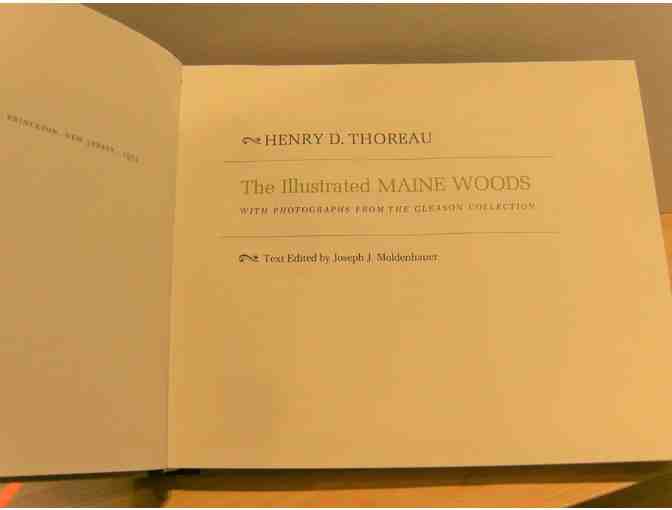 PRINCETON, NEW JERSEY, 1974
HENRY D. THOREAU
The Illustrated MAINE WOODS
WITH PHOTOGRAPHS FROM THE GLEASON COLLECTION
Text Edited by Joseph J. Moldenhauer